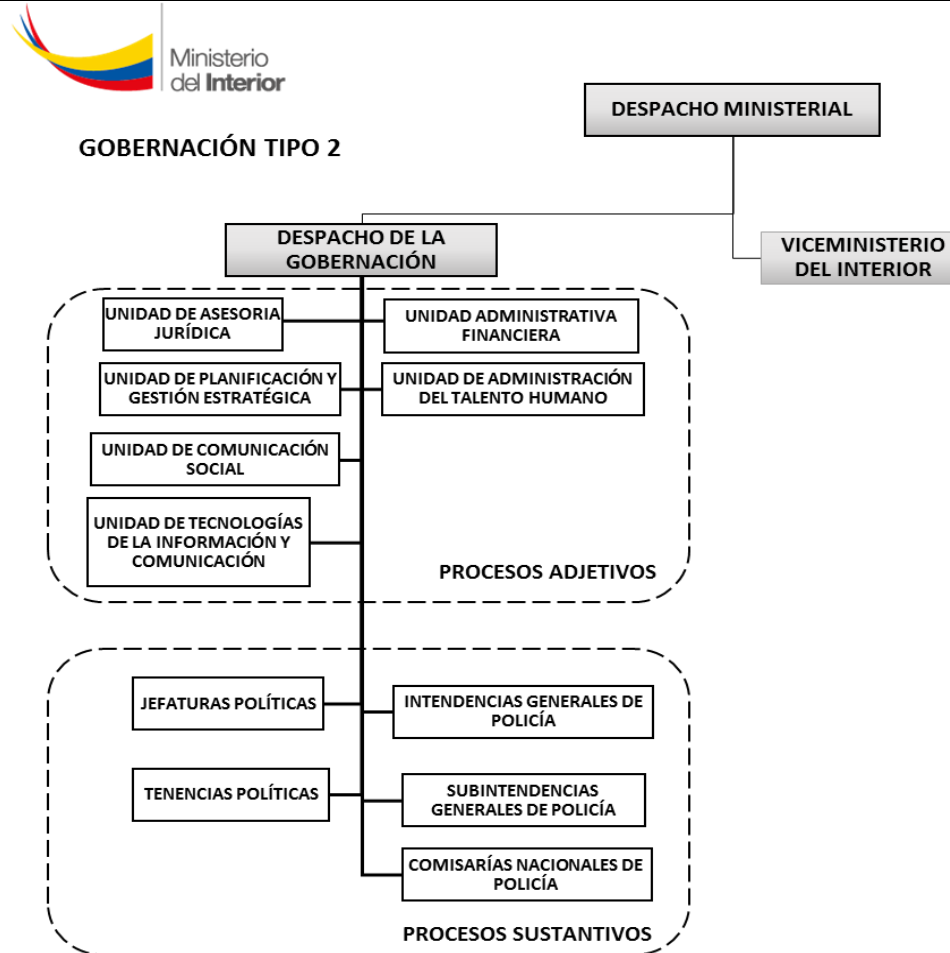 Ministerio
del Interior
DESPACHO MINISTERIAL
GOBERNACIÓN TIPO 2
DESPACHO DE LA
GOBERNACIÓN
VICEMINISTERIO
DEL INTERIOR
UNIDAD DE ASESORIA
JURÍDICA
UNIDAD ADMINISTRATIVA
FINANCIERA
UNIDAD DE PLANIFICACIÓN Y
GESTIÓN ESTRATÉGICA
UNIDAD DE ADMINISTRACIÓN
DEL TALENTO HUMANO
UNIDAD DE COMUNICACIÓN
SOCIAL
UNIDAD DE TECNOLOGÍAS
DE LA INFORMACIÓN Y
COMUNICACIÓN
PROCESOS ADJETIVOS
JEFATURAS POLÍTICAS
INTENDENCIAS GENERALES DE
POLICÍA
TENENCIAS POLÍTICAS
SUBINTENDENCIAS
GENERALES DE POLICÍA
COMISARÍAS NACIONALES DE
POLICÍA
PROCESOS SUSTANTIVOS